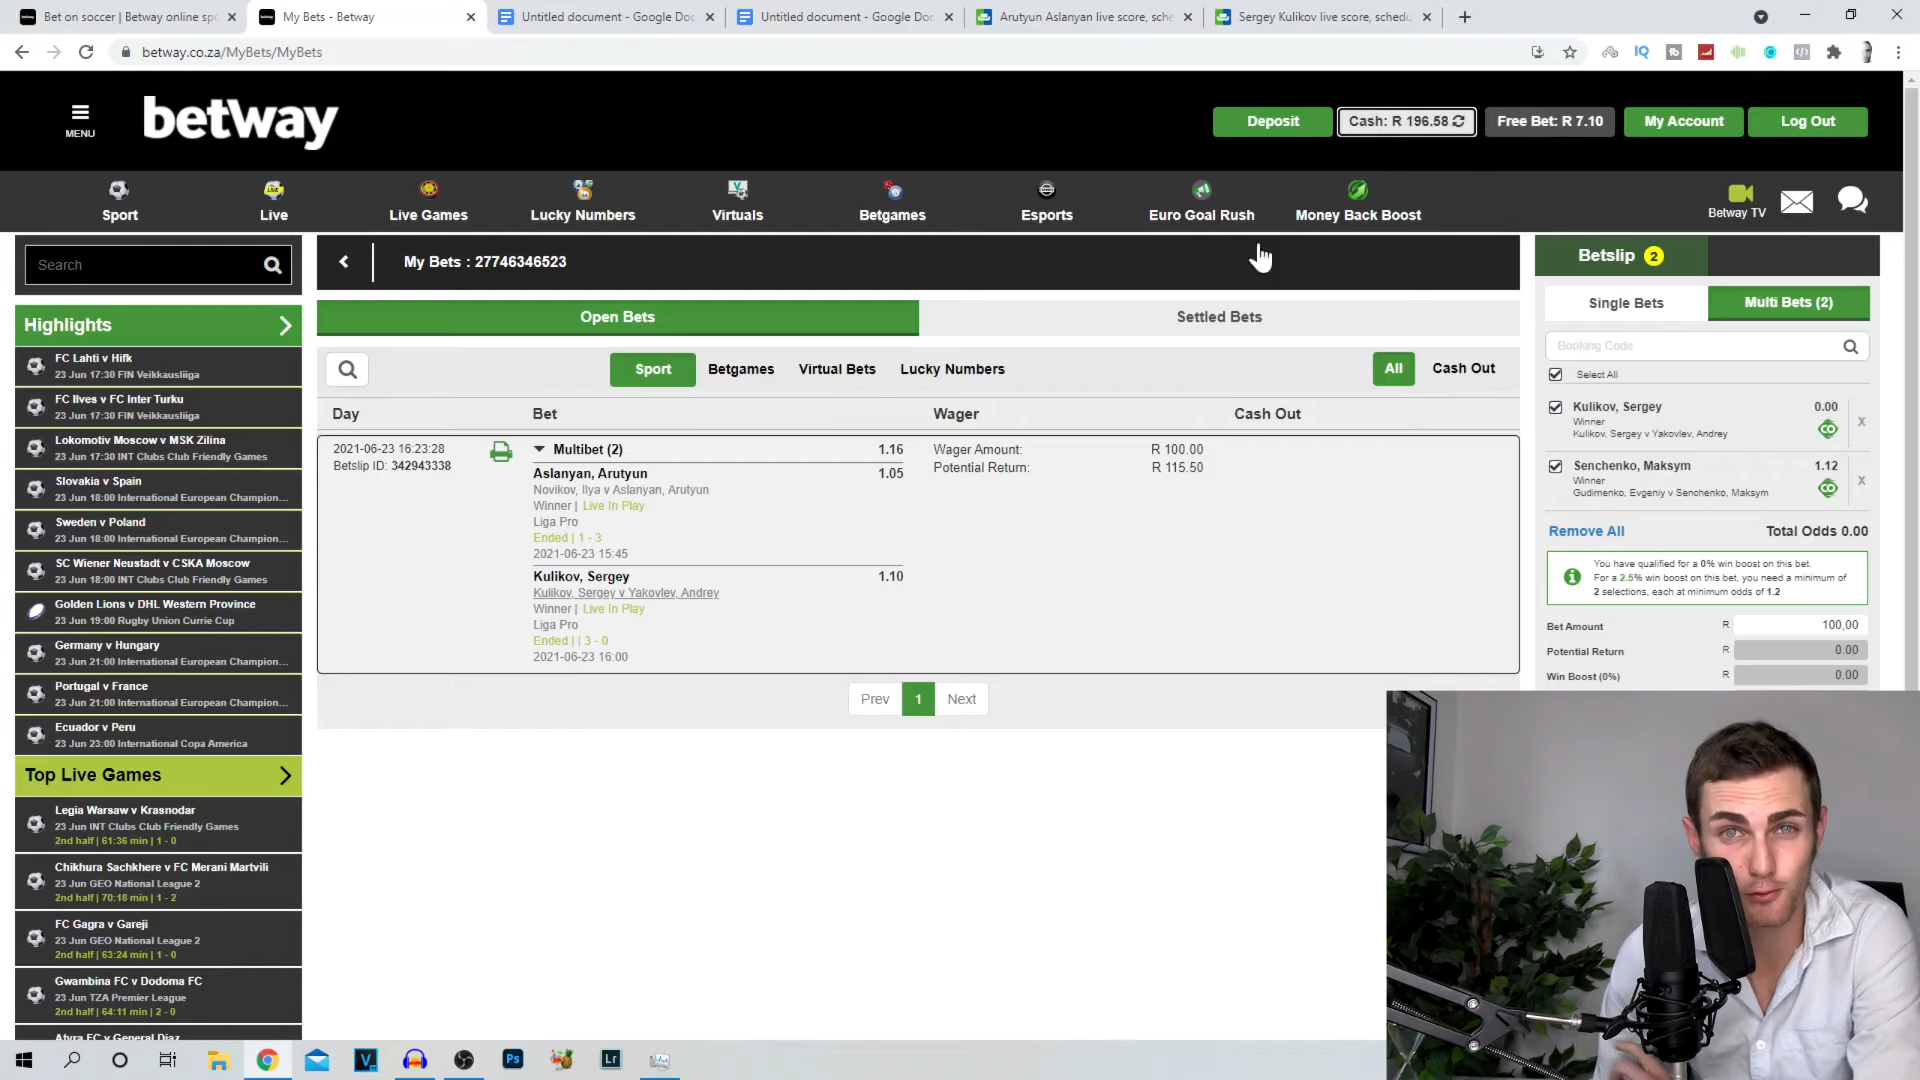 Bet on soccer | Betway online spo
My Bets - Betway
Untitled document - Google Doc
Untitled document - Google Doc
Arutyun Aslanyan live score, sche
Sergey Kulikov live score, schedu
betway.co.za/MyBets/MyBets
IQ
MENU
betway
Deposit
Cash: R 196.58
Free Bet: R 7.10
My Account
Log Out
Sport
Live
Live Games
Lucky Numbers
Virtuals
Betgames
Esports
Euro Goal Rush
Money Back Boost
Betway TV
Search
My Bets : 27746346523
Betslip 2
Open Bets
Settled Bets
Single Bets
Multi Bets (2)
Highlights
Booking Code
Sport
Betgames
Virtual Bets
Lucky Numbers
All
Cash Out
Select All
FC Lahti v Hifk
23 Jun 17:30 FIN Veikkausliiga
FC Ilves v FC Inter Turku
23 Jun 17:30 FIN Veikkausliiga
Lokomotiv Moscow v MSK Zilina
23 Jun 17:30 INT Clubs Club Friendly Games
Slovakia v Spain
23 Jun 18:00 International European Champion...
Sweden v Poland
23 Jun 18:00 International European Champion...
SC Wiener Neustadt v CSKA Moscow
23 Jun 18:00 INT Clubs Club Friendly Games
Golden Lions v DHL Western Province
23 Jun 19:00 Rugby Union Currie Cup
Germany v Hungary
23 Jun 21:00 International European Champion...
Portugal v France
23 Jun 21:00 International European Champion...
Ecuador v Peru
23 Jun 23:00 International Copa America
Top Live Games
Legia Warsaw v Krasnodar
23 Jun INT Clubs Club Friendly Games
2nd half | 61:36 min | 1 - 0
Chikhura Sachkhere v FC Merani Martvili
23 Jun GEO National League 2
2nd half | 70:18 min | 1 - 2
FC Gagra v Gareji
23 Jun GEO National League 2
2nd half | 63:24 min | 1 - 0
Gwambina FC v Dodoma FC
23 Jun TZA Premier League
2nd half | 64:11 min | 2 - 0
Atyra FC v General Diaz
Day
Bet
Wager
Cash Out
2021-06-23 16:23:28
Betslip ID: 342943338
Multibet (2) 1.16
Aslanyan, Arutyun 1.05
Novikov, Ilya v Aslanyan, Arutyun
Winner | Live In Play
Liga Pro
Ended | 1 - 3
2021-06-23 15:45
Kulikov, Sergey 1.10
Kulikov, Sergey v Yakovlev, Andrey
Winner | Live In Play
Liga Pro
Ended | | 3 - 0
2021-06-23 16:00
Wager Amount: R 100.00
Potential Return: R 115.50
Prev
1
Next
Kulikov, Sergey 0.00
Winner
Kulikov, Sergey v Yakovlev, Andrey
CO
X
Senchenko, Maksym 1.12
Winner
Gudimenko, Evgeniy v Senchenko, Maksym
CO
X
Remove All
Total Odds 0.00
You have qualified for a 0% win boost on this bet.
For a 2.5% win boost on this bet, you need a minimum of
2 selections, each at minimum odds of 1.2
Bet Amount R 100,00
Potential Return R 0.00
Win Boost (0%) R 0.00
Ps
Lr